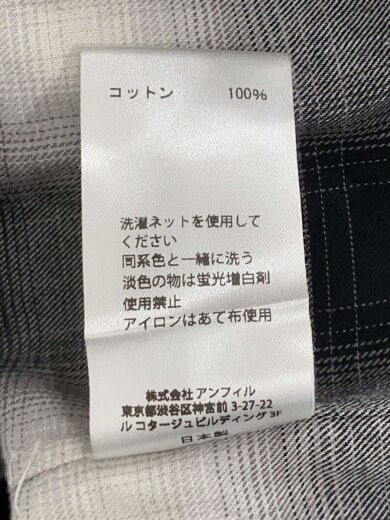 コットン 100%
洗濯ネットを使用して
ください
同系色と一緒に洗う
淡色の物は蛍光増白剤
使用禁止
アイロンはあて布使用
株式会社アンフィル
東京都渋谷区神宮前 3-27-22
ル コタージュビルディング 3F
日本製